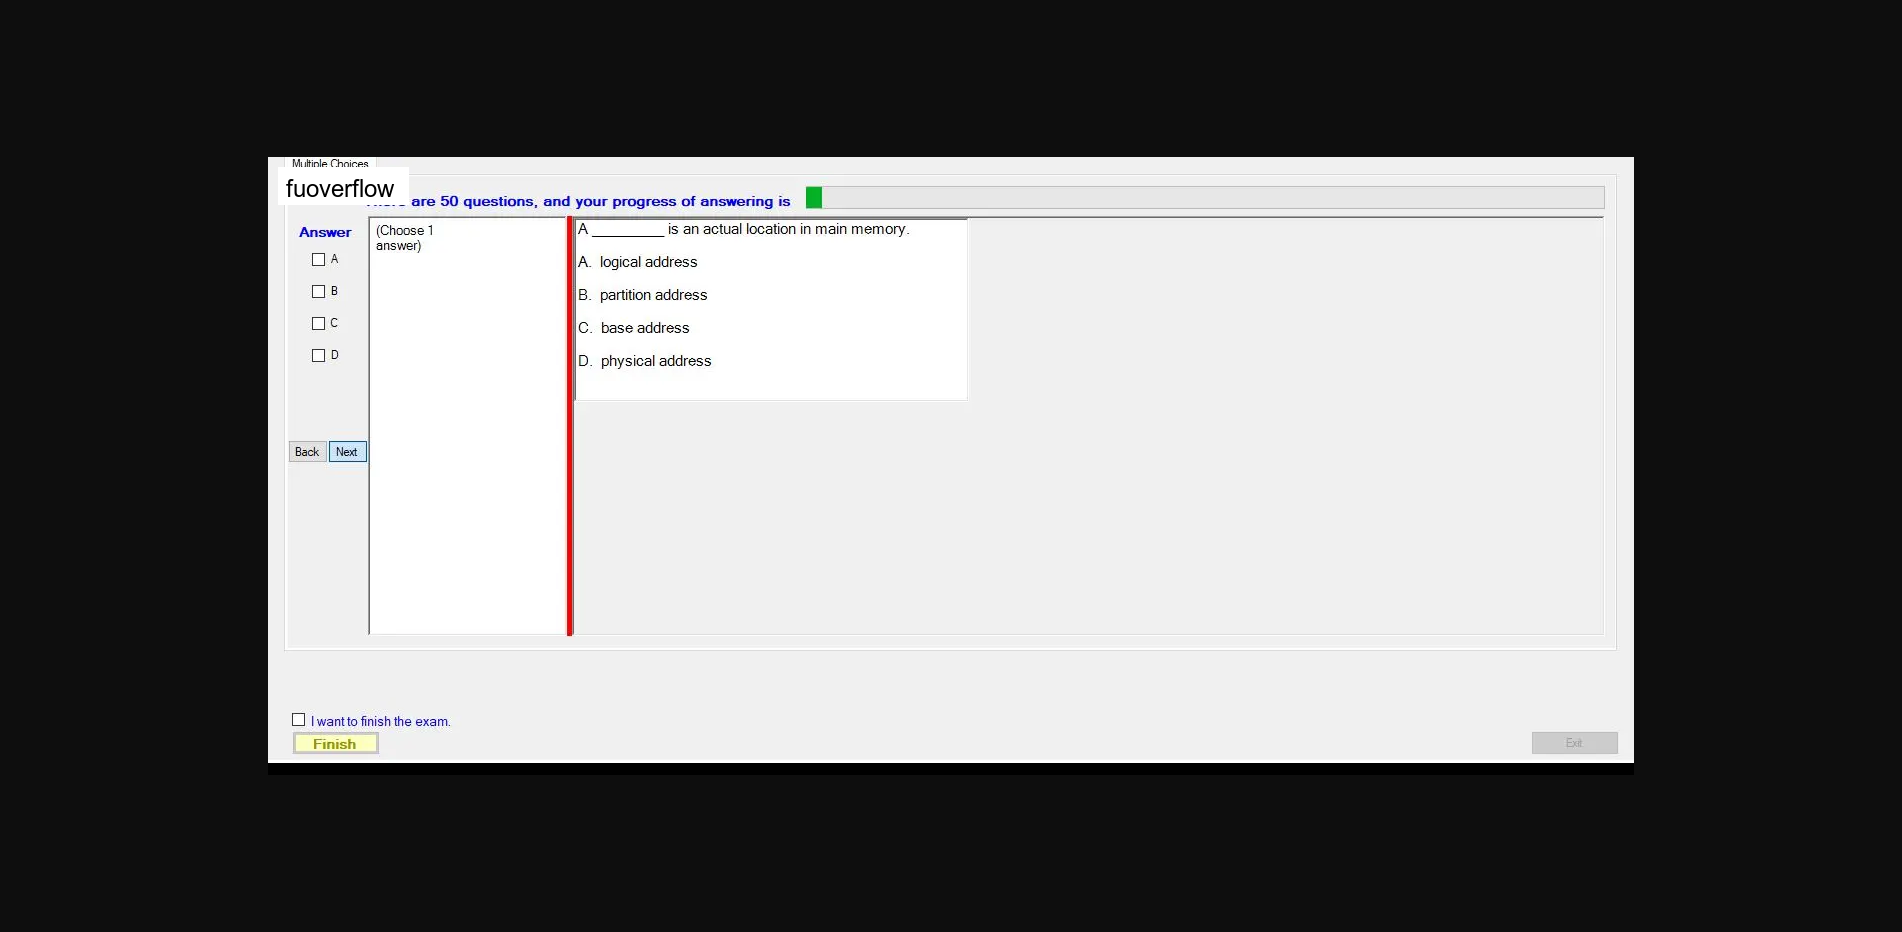 Multiple Choices
fuoverflow
are 50 questions, and your progress of answering is
Answer
(Choose 1
answer)
A
B
C
D
Back Next
A _________ is an actual location in main memory.
A. logical address
B. partition address
C. base address
D. physical address
I want to finish the exam.
Finish
Exit